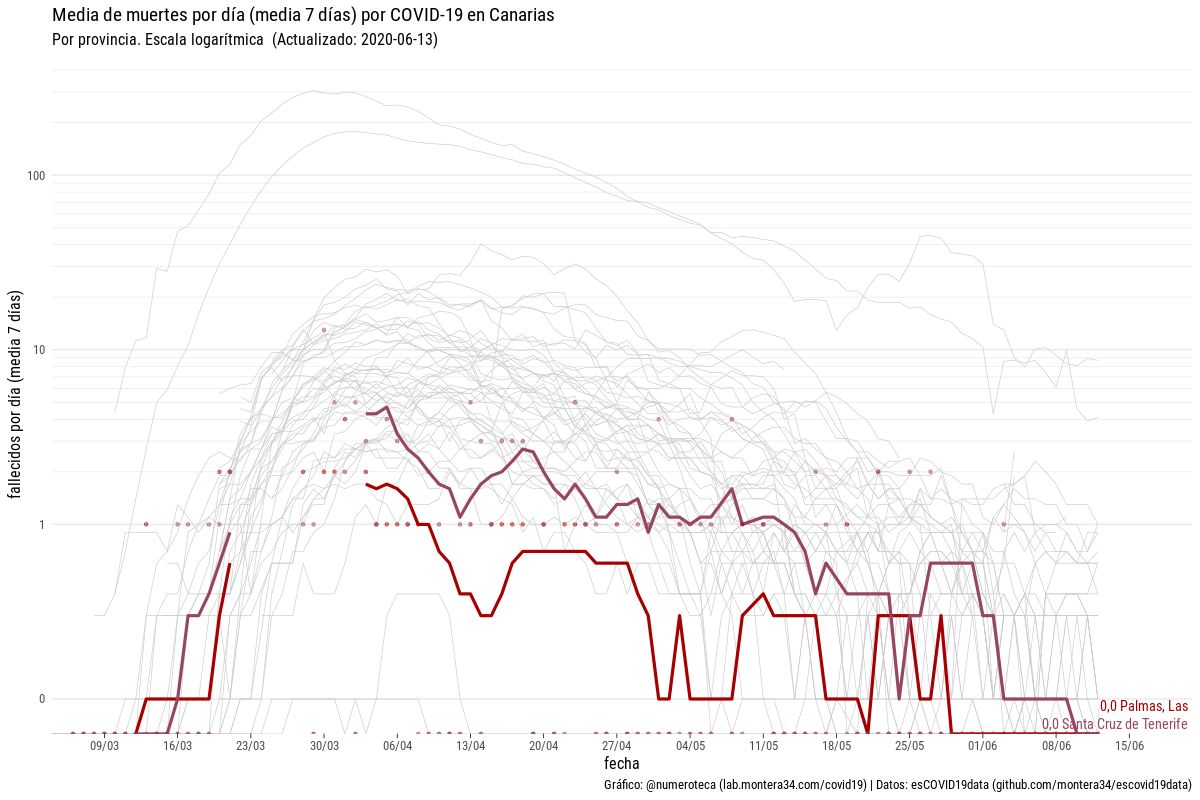 Media de muertes por día (media 7 días) por COVID-19 en Canarias
Por provincia. Escala logarítmica (Actualizado: 2020-06-13)
fallecidos por día (media 7 días)
100
10
1
0
0,0 Palmas, Las
0,0 Santa Cruz de Tenerife
09/03 16/03 23/03 30/03 06/04 13/04 20/04 27/04 04/05 11/05 18/05 25/05 01/06 08/06 15/06
fecha
Gráfico: @numeroteca (lab.montera34.com/covid19) | Datos: esCOVID19data (github.com/montera34/escovid19data)